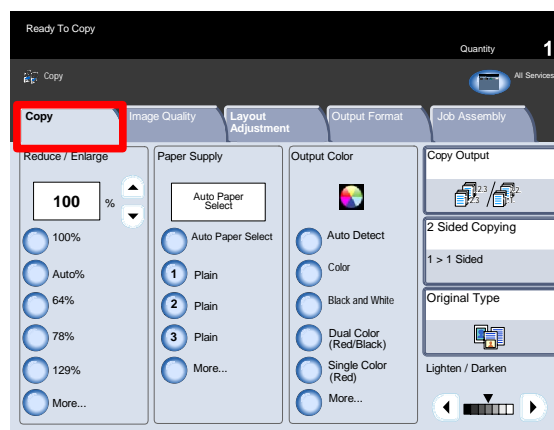 Ready To Copy
Quantity 1
Copy
All Services
Copy
Image Quality
Layout
Adjustment
Output Format
Job Assembly
Reduce / Enlarge
100 %
100%
Auto%
64%
78%
129%
More...
Paper Supply
Auto Paper
Select
Auto Paper Select
1 Plain
2 Plain
3 Plain
More...
Output Color
Auto Detect
Color
Black and White
Dual Color
(Red/Black)
Single Color
(Red)
More...
Copy Output
2 Sided Copying
1 > 1 Sided
Original Type
Lighten / Darken